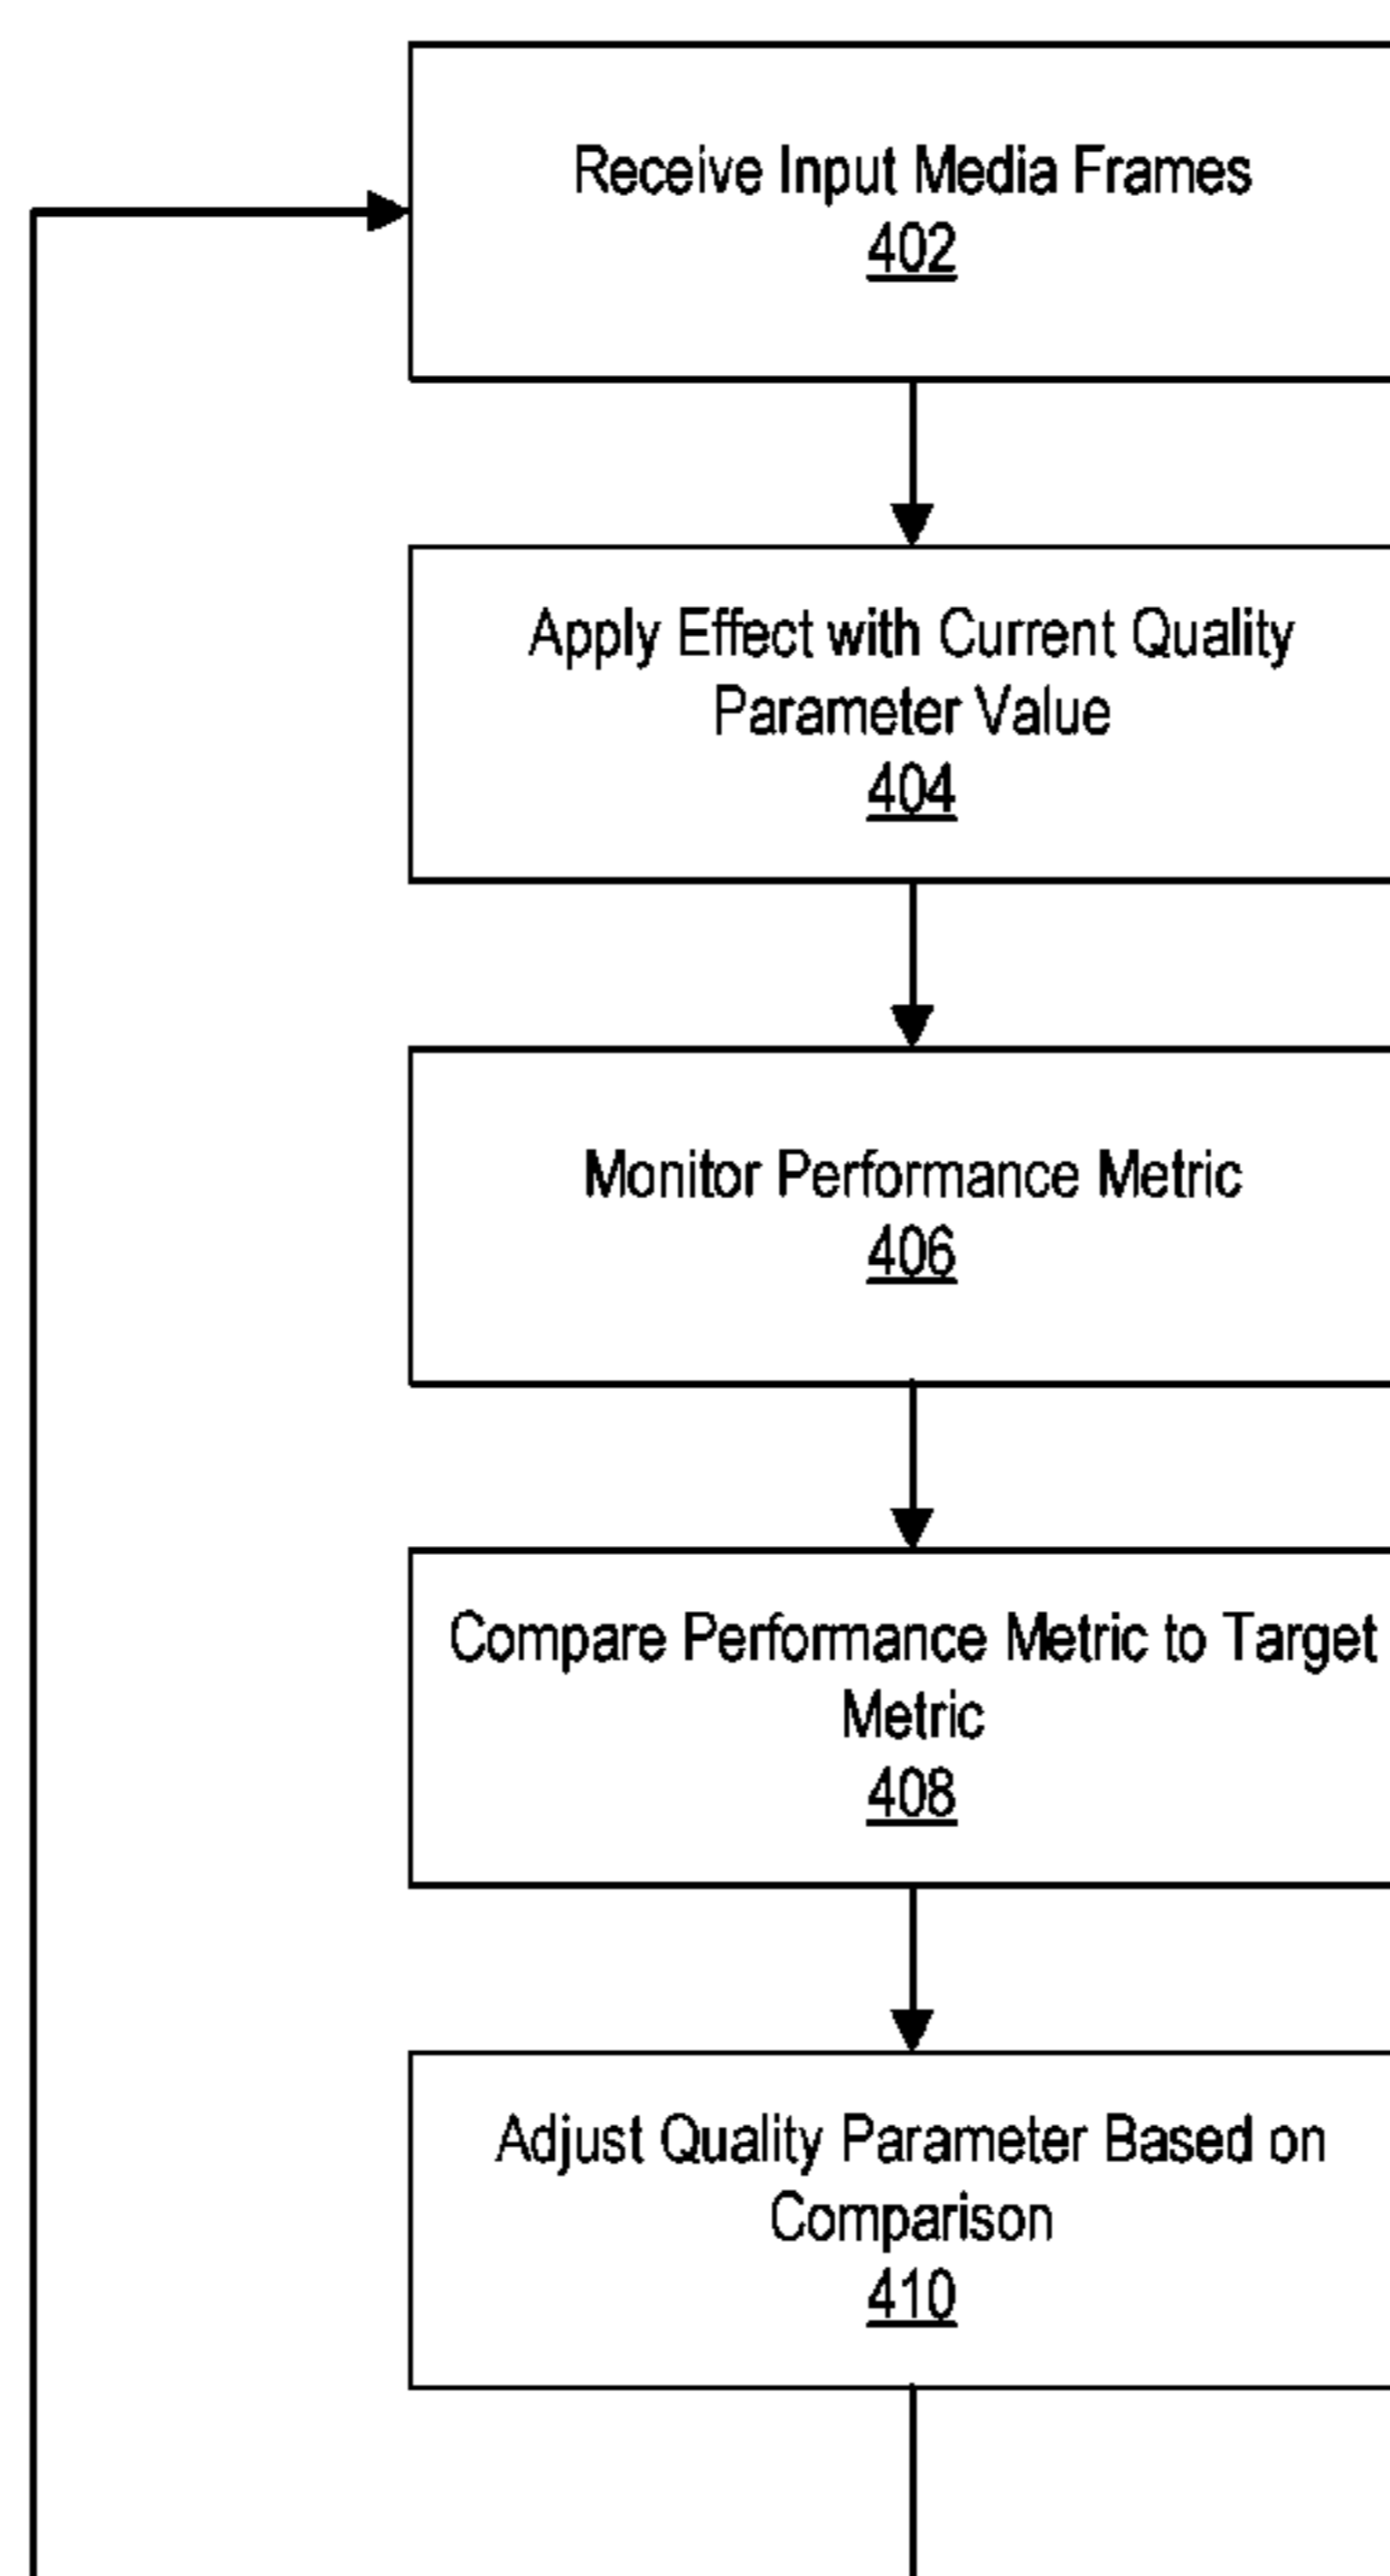 Receive Input Media Frames
402
Apply Effect with Current Quality
Parameter Value
404
Monitor Performance Metric
406
Compare Performance Metric to Target
Metric
408
Adjust Quality Parameter Based on
Comparison
410